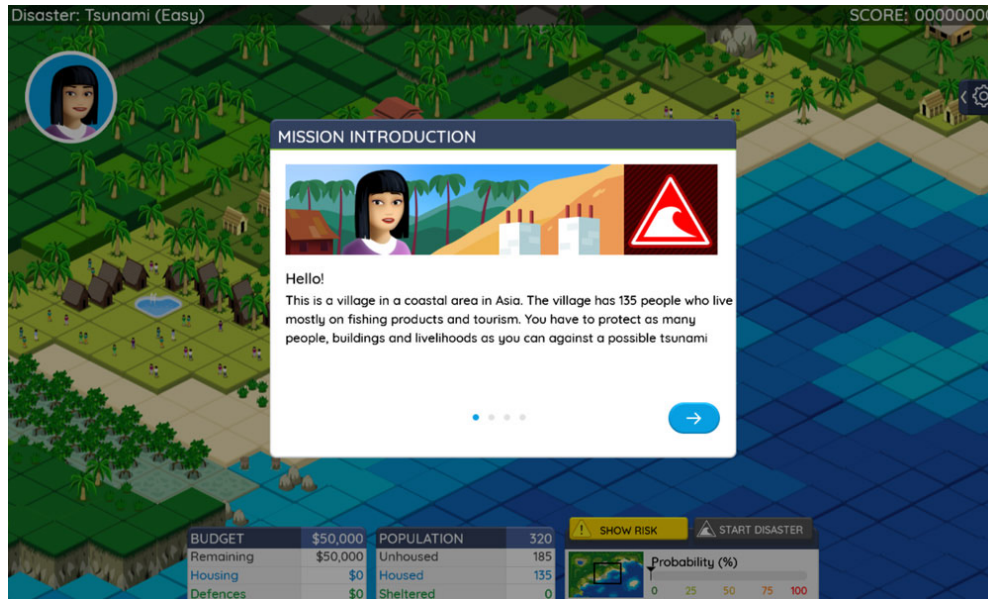 Disaster: Tsunami (Easy)
SCORE: 00000000
MISSION INTRODUCTION
Hello!
This is a village in a coastal area in Asia. The village has 135 people who live
mostly on fishing products and tourism. You have to protect as many
people, buildings and livelihoods as you can against a possible tsunami
SHOW RISK
START DISASTER
BUDGET $50,000
Remaining $50,000
Housing $0
Defences $0
POPULATION 320
Unhoused 185
Housed 135
Sheltered 0
Probability (%)
0 25 50 75 100